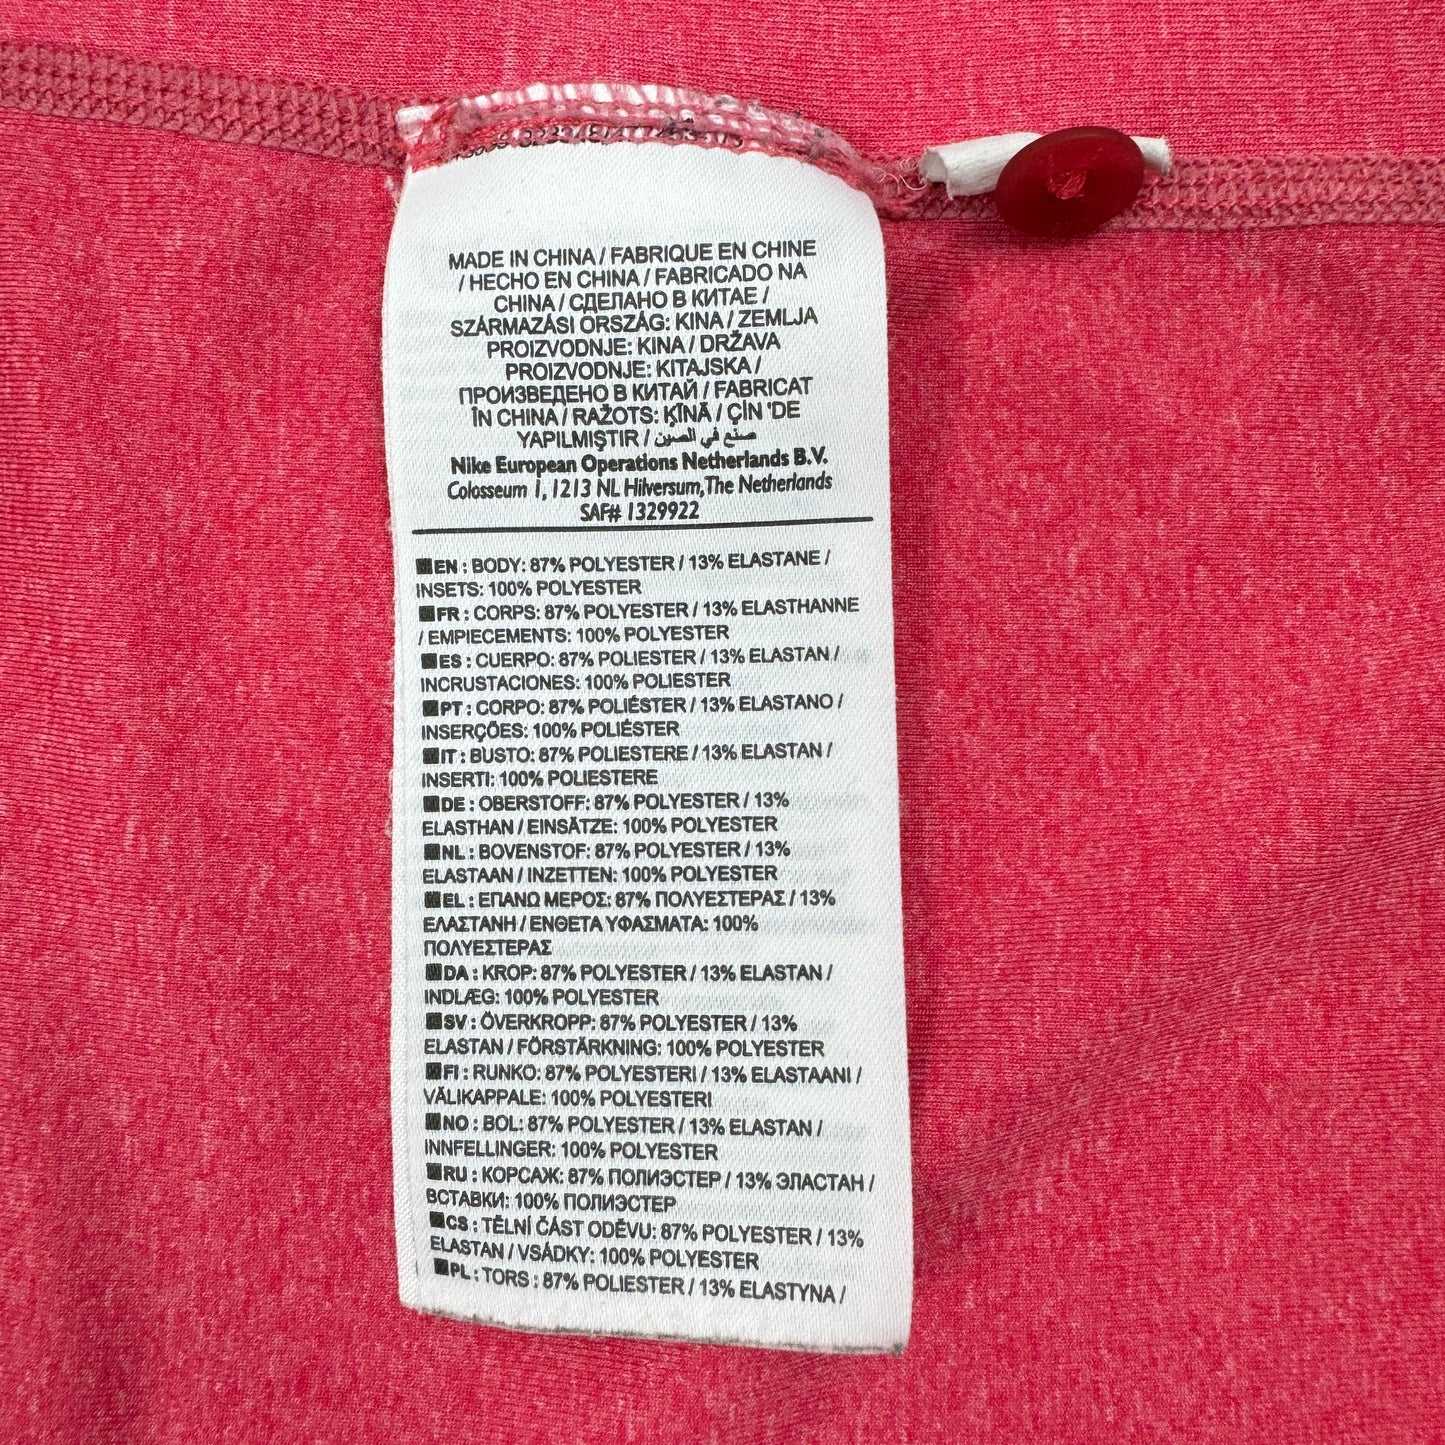 MADE IN CHINA / FABRIQUE EN CHINE
/ HECHO EN CHINA / FABRICADO NA
CHINA / СДЕЛАНО В КИТАЕ /
SZÁRMAZÁSI ORSZÁG: KINA / ZEMLJA
PROIZVODNJE: KINA / DRŽAVA
PROIZVODNJE: KITAJSKA /
ПРОИЗВЕДЕНО В КИТАЙ / FABRICAT
ÎN CHINA / RAŽOTS: ĶĪNĀ / ÇİN 'DE
YAPILMIŞTIR / صنع في الصين
Nike European Operations Netherlands B.V.
Colosseum 1, 1213 NL Hilversum, The Netherlands
SAF# 1329922
EN : BODY: 87% POLYESTER / 13% ELASTANE /
INSETS: 100% POLYESTER
FR : CORPS: 87% POLYESTER / 13% ELASTHANNE
/ EMPIECEMENTS: 100% POLYESTER
ES : CUERPO: 87% POLIESTER / 13% ELASTAN /
INCRUSTACIONES: 100% POLIESTER
PT : CORPO: 87% POLIÉSTER / 13% ELASTANO /
INSERÇÕES: 100% POLIÉSTER
IT : BUSTO: 87% POLIESTERE / 13% ELASTAN /
INSERTI: 100% POLIESTERE
DE : OBERSTOFF: 87% POLYESTER / 13%
ELASTHAN / EINSÄTZE: 100% POLYESTER
NL : BOVENSTOF: 87% POLYESTER / 13%
ELASTAAN / INZETTEN: 100% POLYESTER
EL : ΕΠΑΝΩ ΜΕΡΟΣ: 87% ΠΟΛΥΕΣΤΕΡΑΣ / 13%
ΕΛΑΣΤΑΝΗ / ΕΝΘΕΤΑ ΥΦΑΣΜΑΤΑ: 100%
ΠΟΛΥΕΣΤΕΡΑΣ
DA : KROP: 87% POLYESTER / 13% ELASTAN /
INDLÆG: 100% POLYESTER
SV : ÖVERKROPP: 87% POLYESTER / 13%
ELASTAN / FÖRSTÄRKNING: 100% POLYESTER
FI : RUNKO: 87% POLYESTERI / 13% ELASTAANI /
VÄLIKAPPALE: 100% POLYESTERI
NO : BOL: 87% POLYESTER / 13% ELASTAN /
INNFELLINGER: 100% POLYESTER
RU : КОРСАЖ: 87% ПОЛИЭСТЕР / 13% ЭЛАСТАН /
ВСТАВКИ: 100% ПОЛИЭСТЕР
CS : TĚLNÍ ČÁST ODĚVU: 87% POLYESTER / 13%
ELASTAN / VSÁDKY: 100% POLYESTER
PL : TORS : 87% POLIESTER / 13% ELASTYNA /